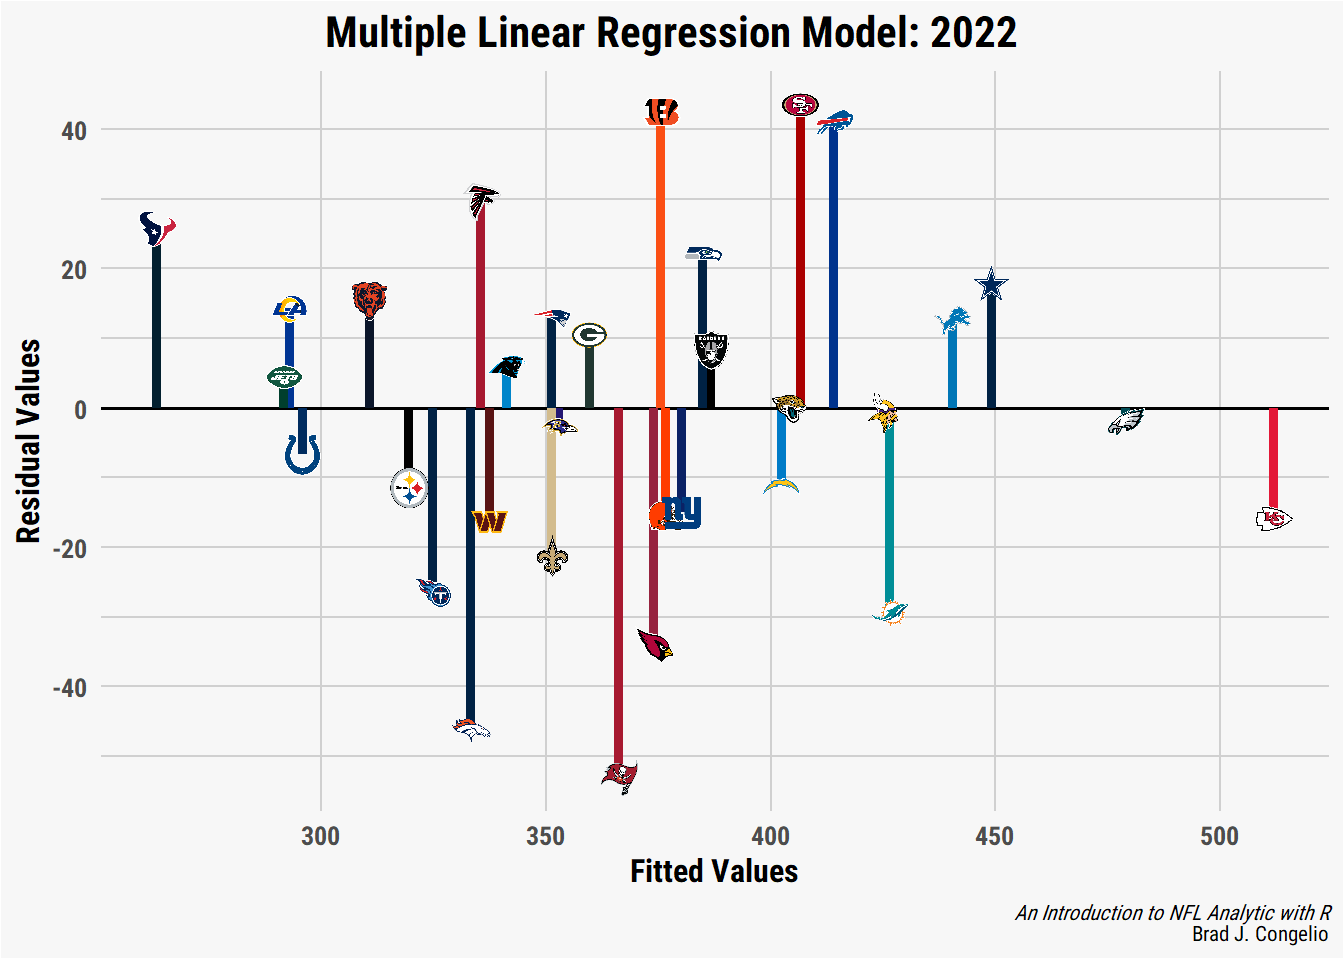 Multiple Linear Regression Model: 2022
Residual Values
40
20
0
-20
-40
300
350
400
450
500
Fitted Values
An Introduction to NFL Analytic with R
Brad J. Congelio